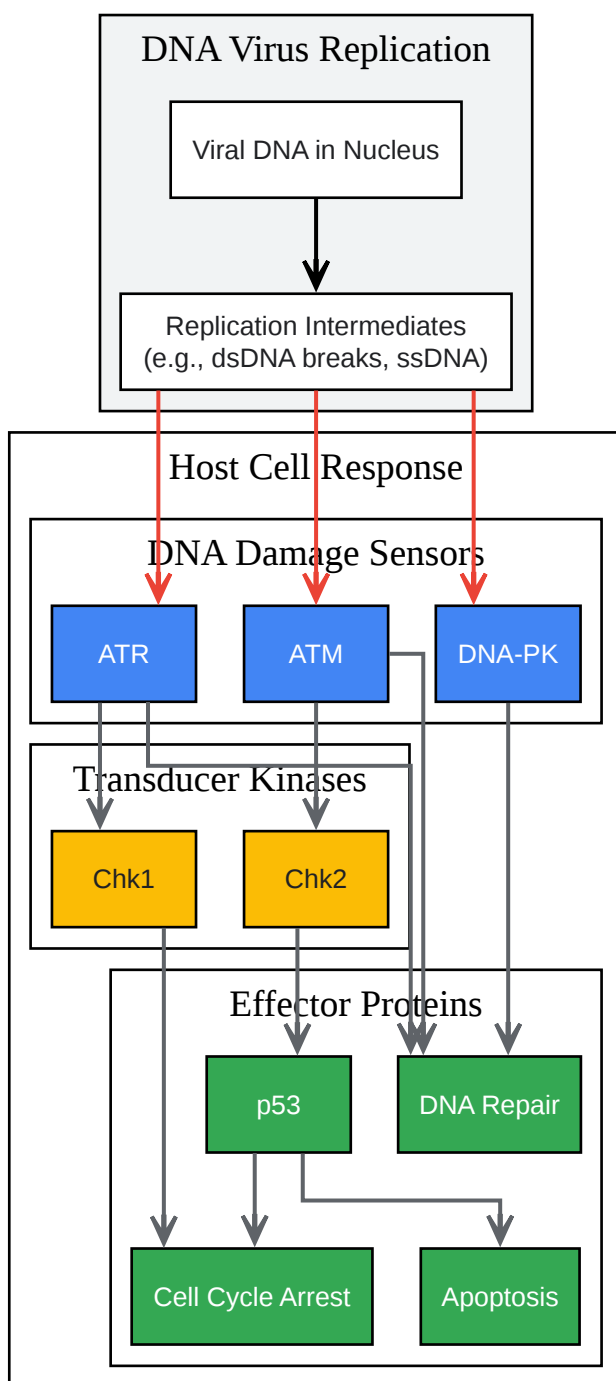 DNA Virus Replication
Viral DNA in Nucleus
Replication Intermediates
(e.g., dsDNA breaks, ssDNA)
Host Cell Response
DNA Damage Sensors
ATR
ATM
DNA-PK
Transducer Kinases
Chk1
Chk2
Effector Proteins
p53
DNA Repair
Cell Cycle Arrest
Apoptosis